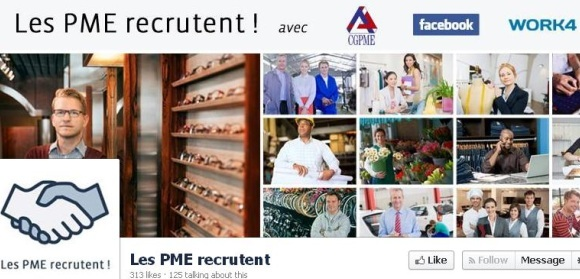 Les PME recrutent ! avec CGPME facebook WORK4
Les PME recrutent !
Les PME recrutent
Like Follow Message
313 likes · 125 talking about this